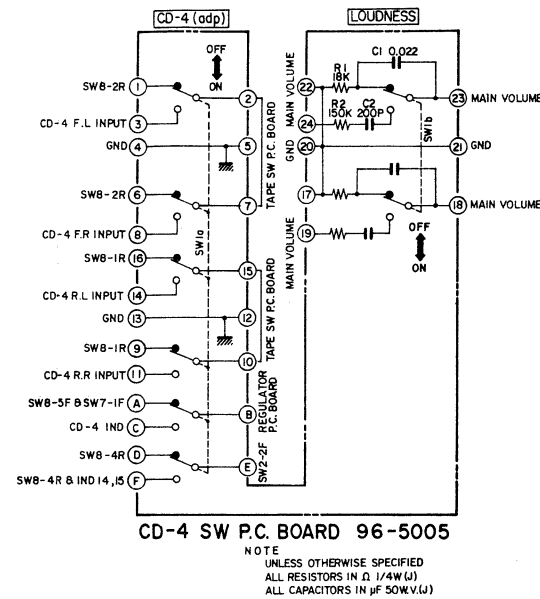 CD-4 (adp)
LOUDNESS
OFF
ON
SW8-2R 1
2
CD-4 F.L INPUT 3
GND 4
5
SW8-2R 6
7
CD-4 F.R INPUT 8
SW8-1R 16
15
CD-4 R.L INPUT 14
GND 13
12
SW8-1R 9
10
CD-4 R.R INPUT 11
SW8-5F & SW7-1F A
B
CD-4 IND C
SW8-4R D
E
SW8-4R & IND 14,15 F
SW1a
TAPE SW P.C. BOARD
TAPE SW P.C. BOARD
REGULATOR P.C. BOARD
SW2-2F
MAIN VOLUME
22
24
GND 20
17
19
MAIN VOLUME
R1
18K
C1 0.022
R2
150K
C2
200P
SW1b
23 MAIN VOLUME
21 GND
18 MAIN VOLUME
OFF
ON
CD-4 SW P.C. BOARD 96-5005
NOTE
UNLESS OTHERWISE SPECIFIED
ALL RESISTORS IN Ω 1/4W (J)
ALL CAPACITORS IN µF 50W.V.(J)